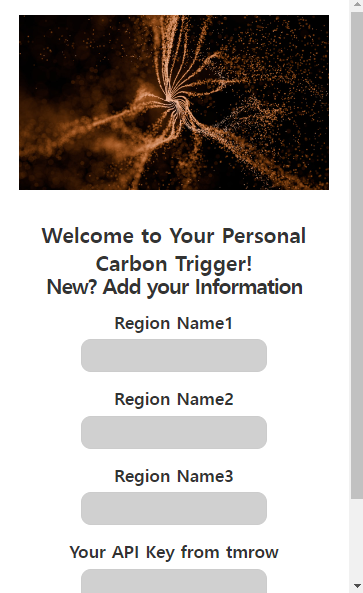 Welcome to Your Personal
Carbon Trigger!
New? Add your Information
Region Name1
Region Name2
Region Name3
Your API Key from tmrow